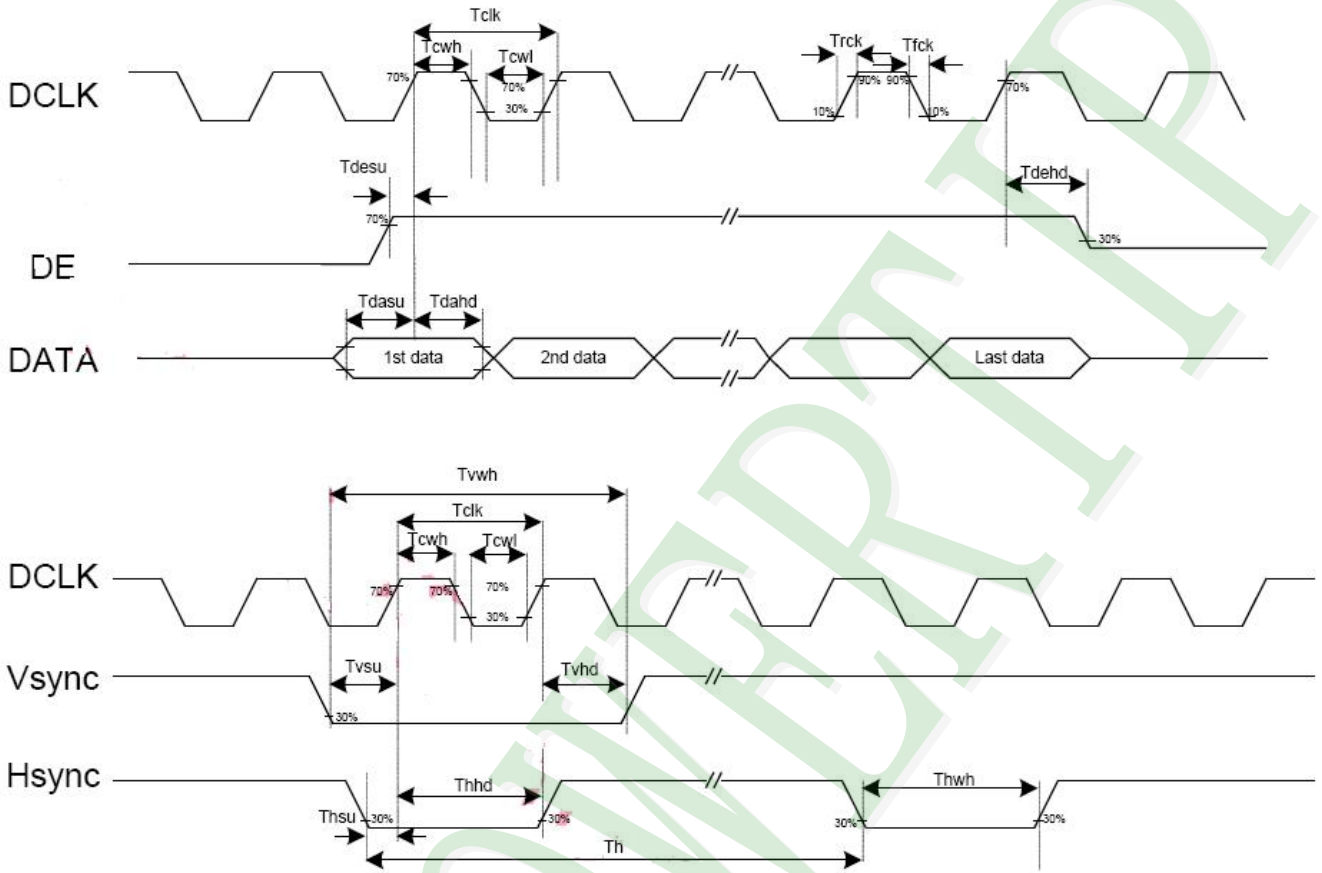 Tclk
Tcwh Tcwl Trck Tfck
DCLK 70% 70% 30% 10% 90% 90% 10% 70%
Tdesu Tdehd
DE 70% 30%
Tdasu Tdahd
DATA 1st data 2nd data Last data
Tvwh
Tclk
Tcwh Tcwl
DCLK 70% 70% 70% 30%
Vsync Tvsu Tvhd
30%
Hsync Thhd Thwh
Thsu 30% 30% 30% 30%
Th